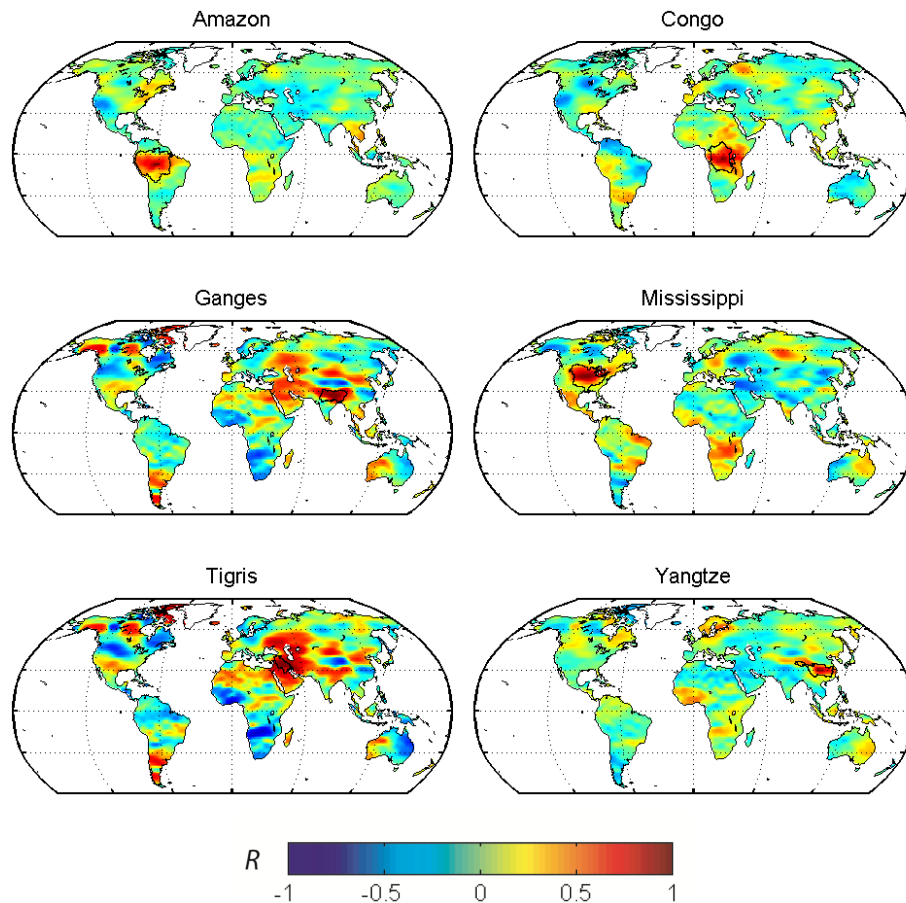 Amazon
Congo
Ganges
Mississippi
Tigris
Yangtze
R
-1 -0.5 0 0.5 1